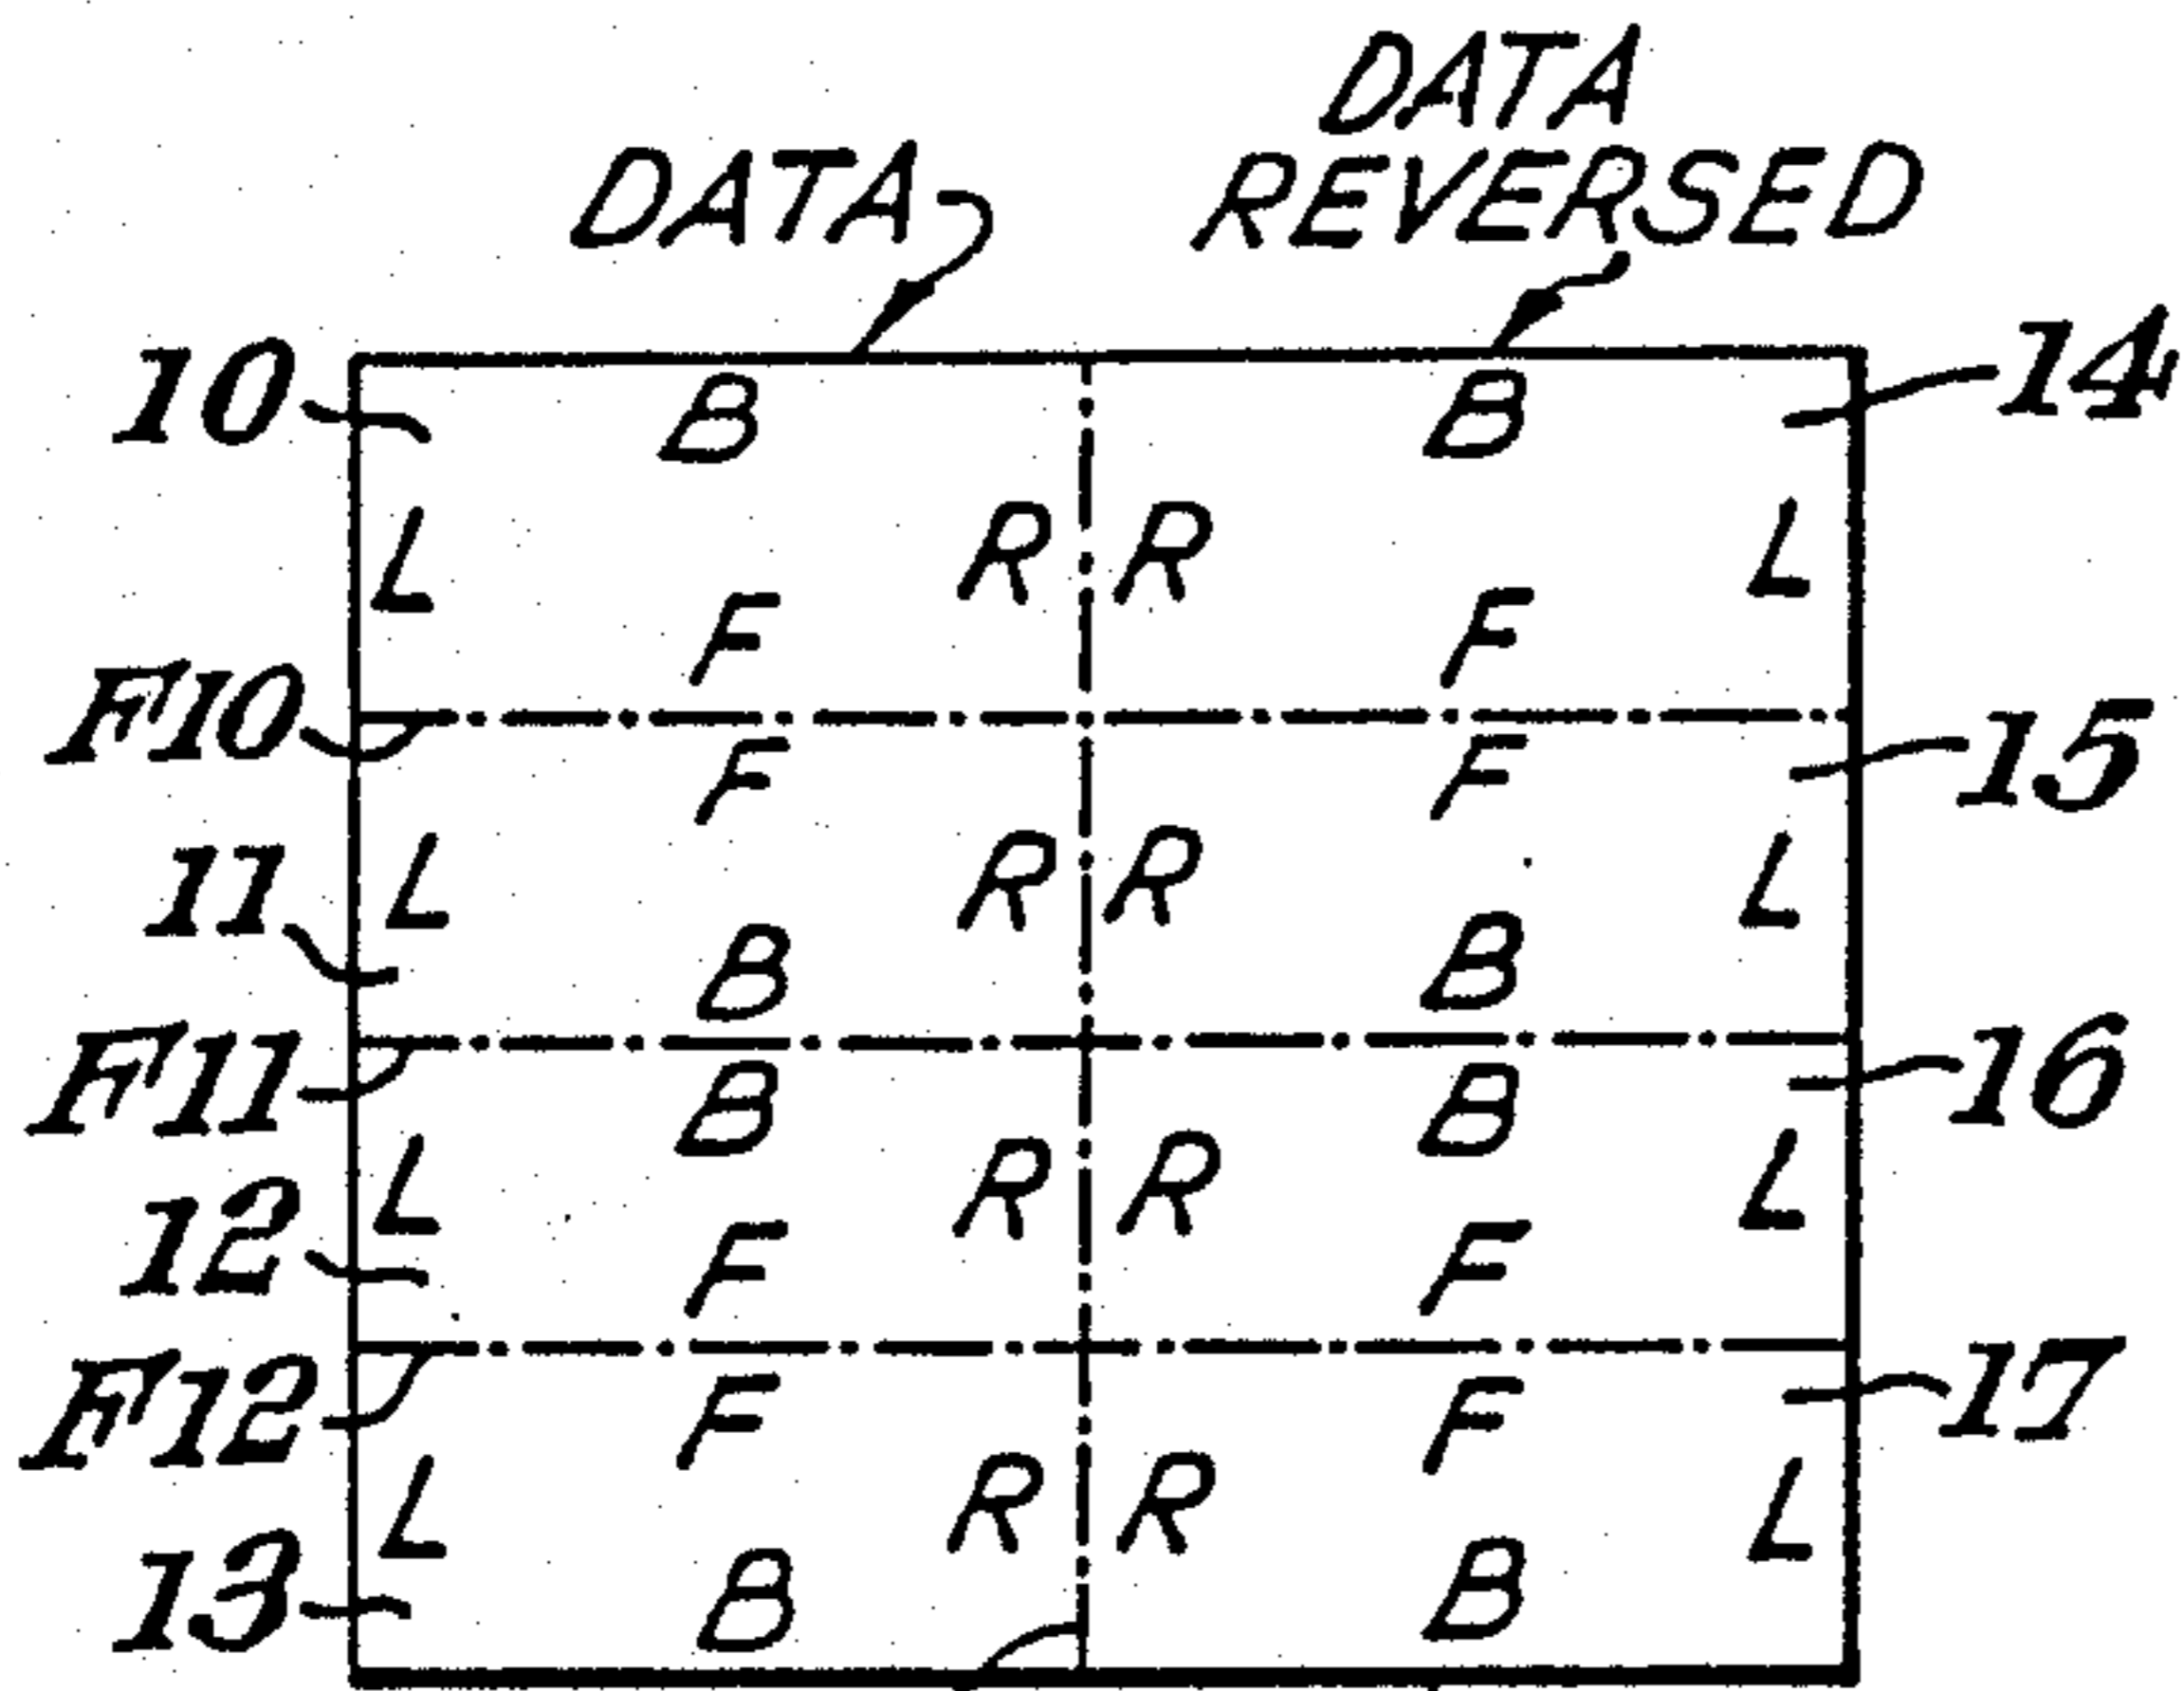 DATA
DATA
REVERSED
10 B B 14
L R R L
F F
F10
F F 15
11 L R R L
B B
F11 B B 16
L R R L
12 F F
F12 F F 17
L R R L
13 B B